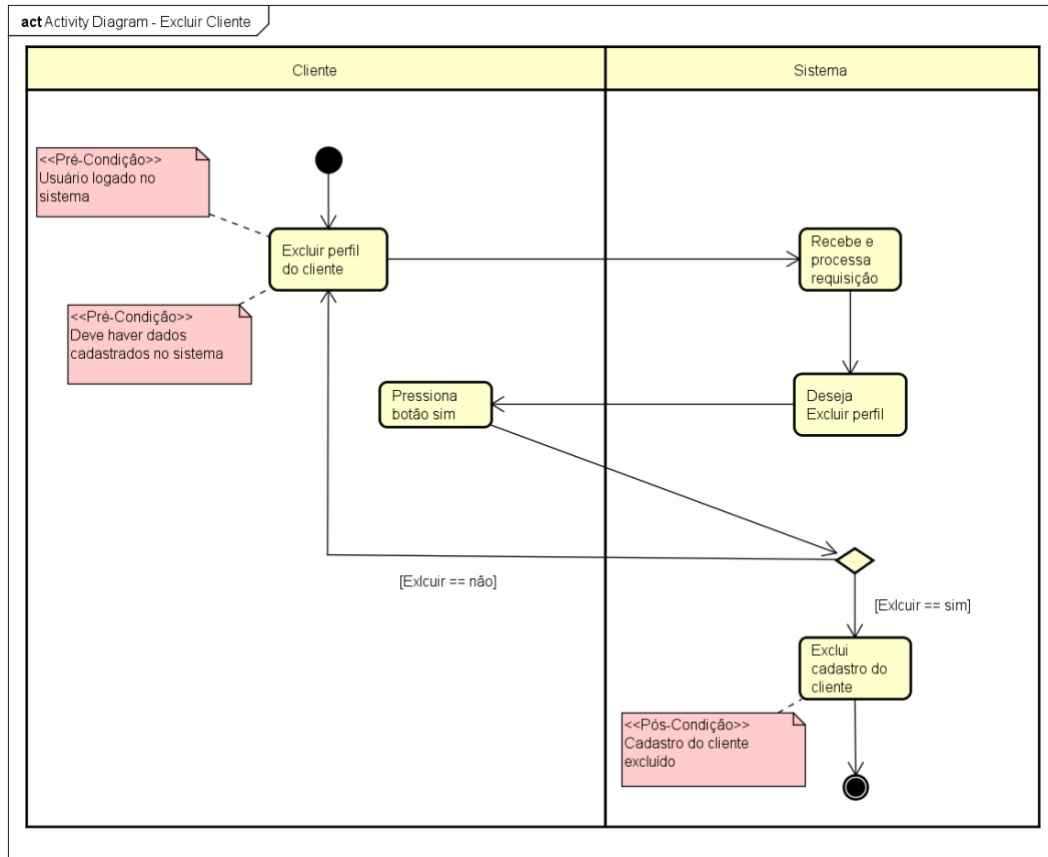 act Activity Diagram - Excluir Cliente
Cliente
Sistema
<<Pré-Condição>>
Usuário logado no
sistema
Excluir perfil
do cliente
Recebe e
processa
requisição
<<Pré-Condição>>
Deve haver dados
cadastrados no sistema
Pressiona
botão sim
Deseja
Excluir perfil
[Exlcuir == não]
[Exlcuir == sim]
Exclui
cadastro do
cliente
<<Pós-Condição>>
Cadastro do cliente
excluído